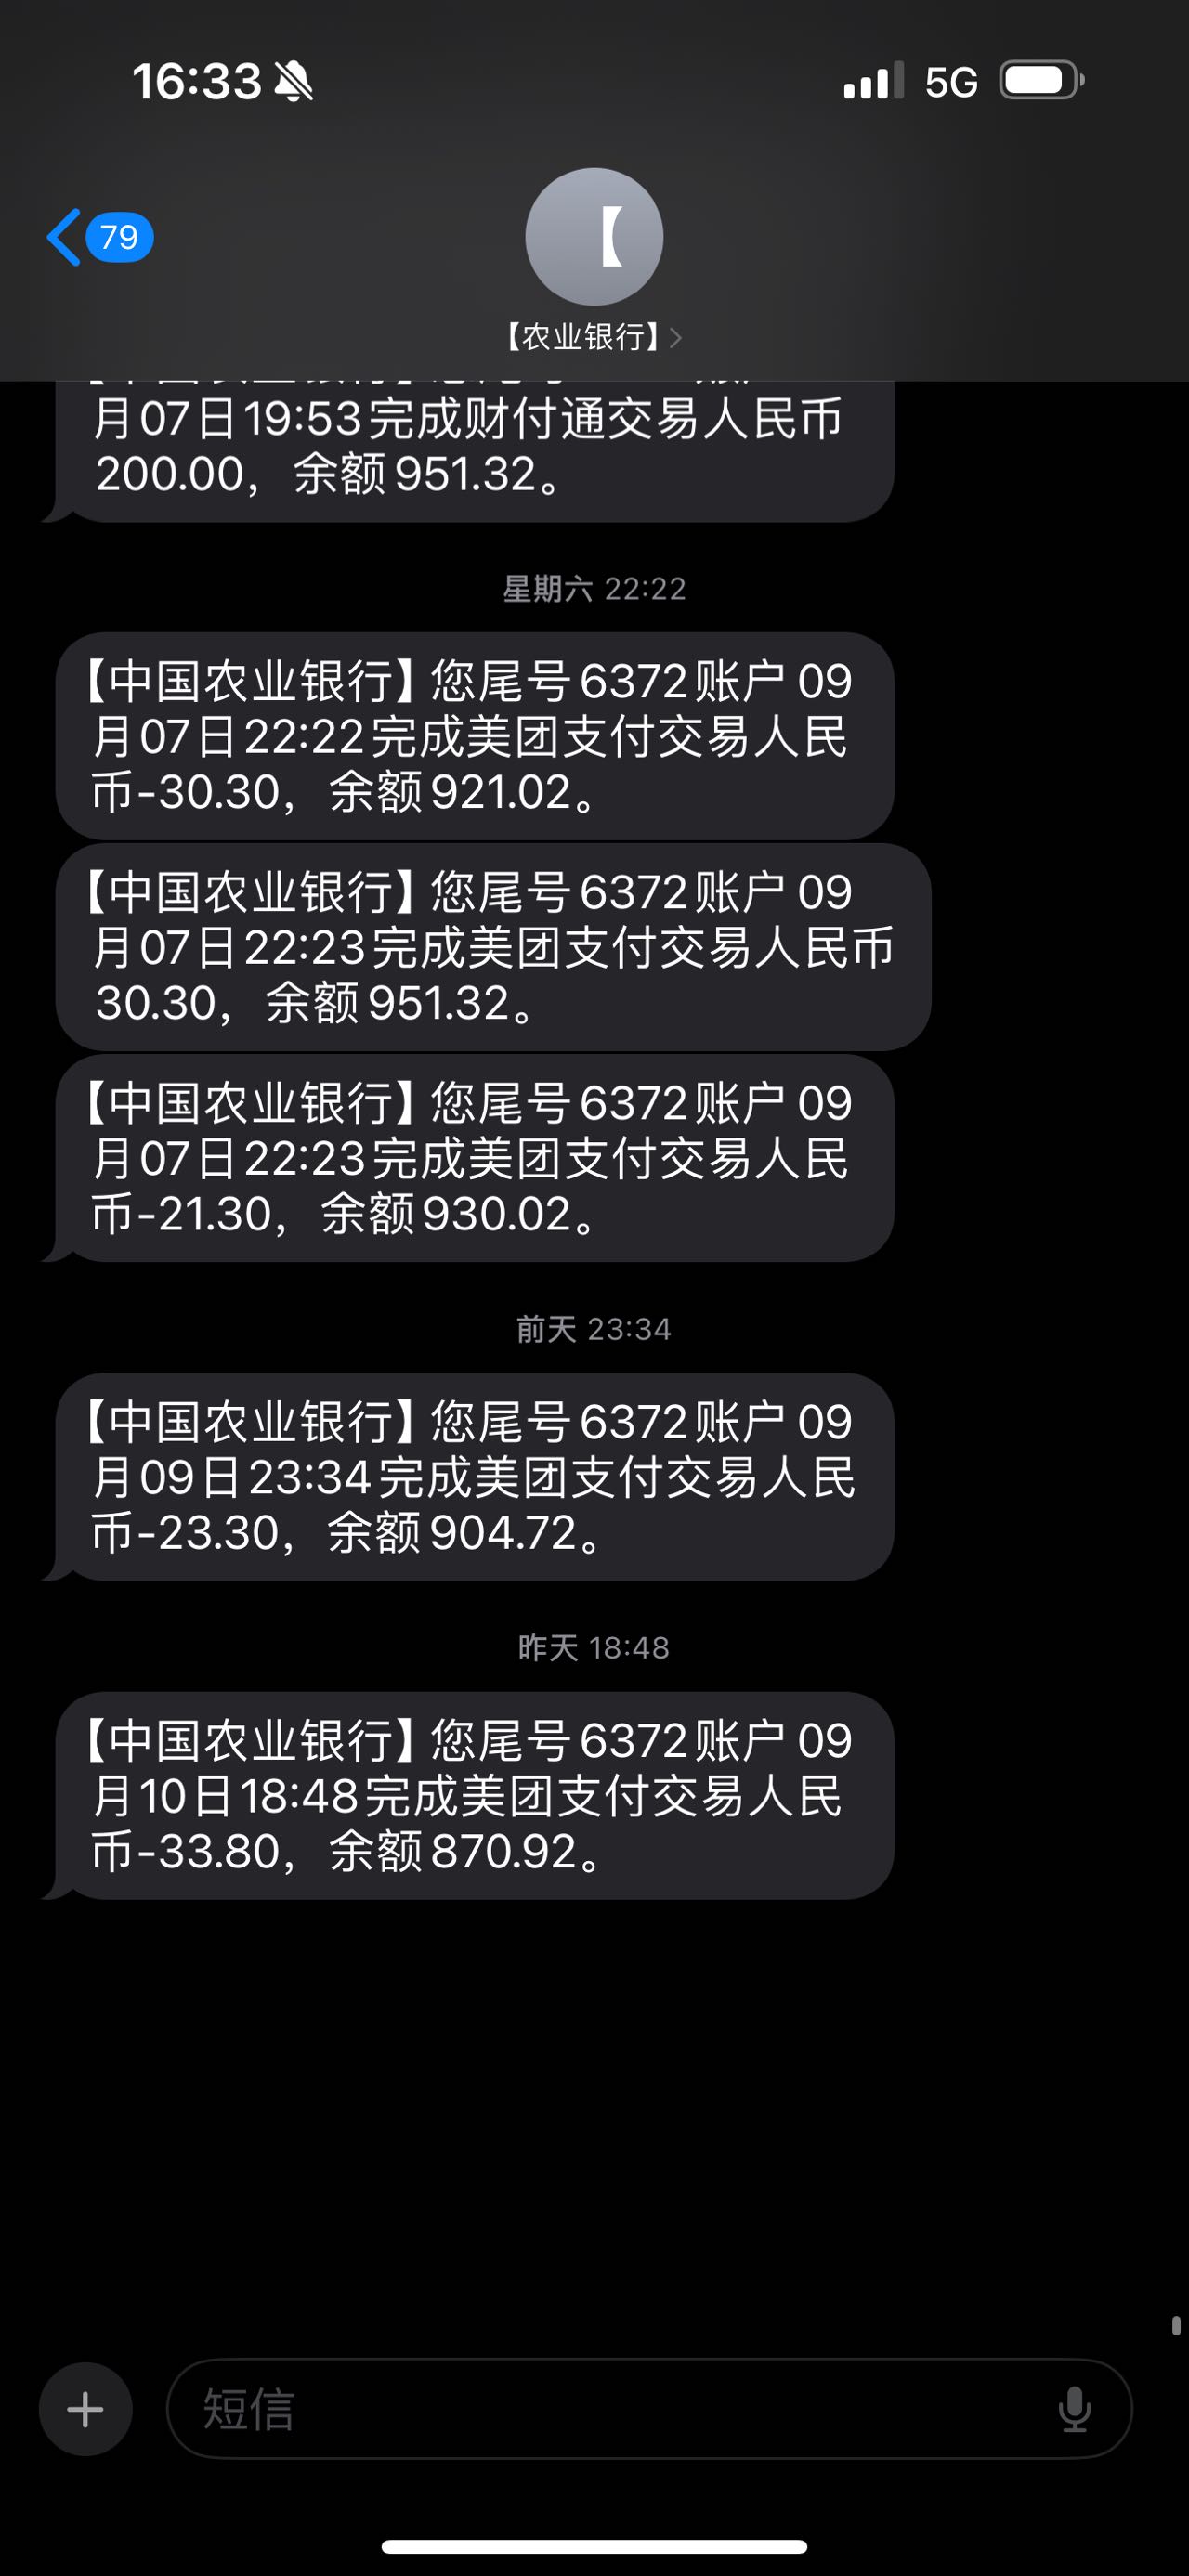 16:33
5G
79
【
【农业银行】
月07日19:53完成财付通交易人民币
200.00，余额951.32。
星期六 22:22
【中国农业银行】您尾号6372账户09
月07日22:22完成美团支付交易人民
币-30.30，余额921.02。
【中国农业银行】您尾号6372账户09
月07日22:23完成美团支付交易人民币
30.30，余额951.32。
【中国农业银行】您尾号6372账户09
月07日22:23完成美团支付交易人民
币-21.30，余额930.02。
前天 23:34
【中国农业银行】您尾号6372账户09
月09日23:34完成美团支付交易人民
币-23.30，余额904.72。
昨天 18:48
【中国农业银行】您尾号6372账户09
月10日18:48完成美团支付交易人民
币-33.80，余额870.92。
短信